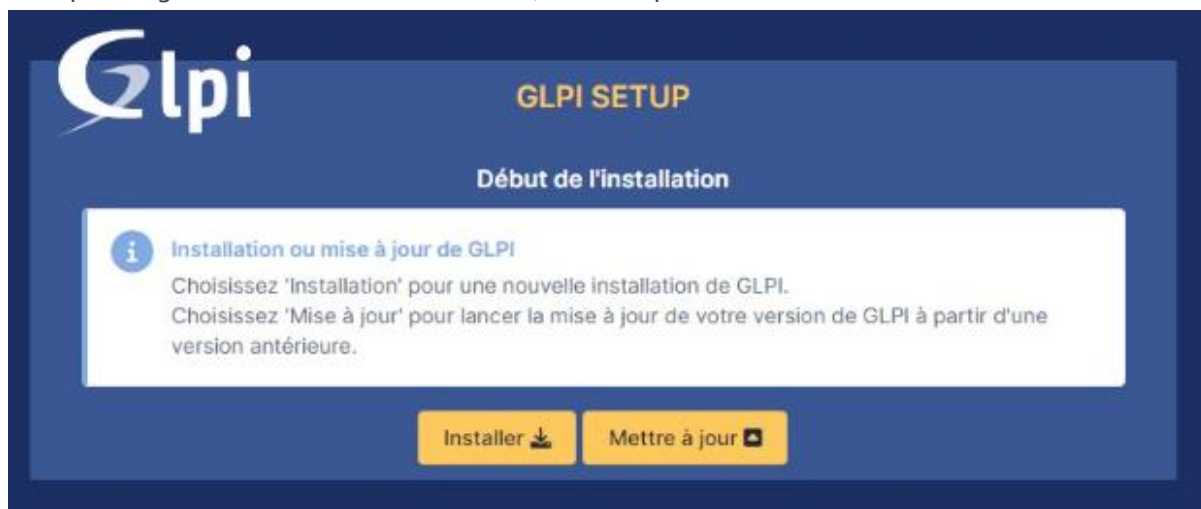 Glpi
GLPI SETUP
Début de l'installation
Installation ou mise à jour de GLPI
Choisissez 'Installation' pour une nouvelle installation de GLPI.
Choisissez 'Mise à jour' pour lancer la mise à jour de votre version de GLPI à partir d'une
version antérieure.
Installer
Mettre à jour